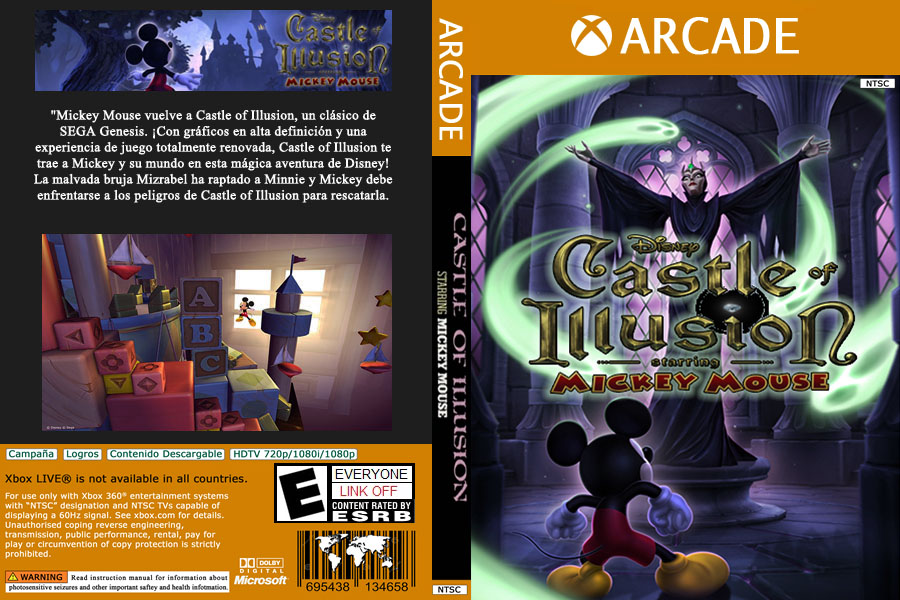 Disney
Castle of
Illusion
STARRING
MICKEY MOUSE
"Mickey Mouse vuelve a Castle of Illusion, un clásico de
SEGA Genesis. ¡Con gráficos en alta definición y una
experiencia de juego totalmente renovada, Castle of Illusion te
trae a Mickey y su mundo en esta mágica aventura de Disney!
La malvada bruja Mizrabel ha raptado a Minnie y Mickey debe
enfrentarse a los peligros de Castle of Illusion para rescatarla.
A
B
B
C
© Disney © Sega
Campaña Logros Contenido Descargable HDTV 720p/1080i/1080p
Xbox LIVE® is not available in all countries.
For use only with Xbox 360® entertainment systems
with “NTSC” designation and NTSC TVs capable of
displaying a 60Hz signal. See xbox.com for details.
Unauthorised coping reverse engineering,
transmission, public performance, rental, pay for
play or circumvention of copy protection is strictly
prohibited.
WARNING Read instruction manual for information about
photosensitive seizures and other important saftey and health information.
E
EVERYONE
LINK OFF
CONTENT RATED BY
ESRB
DOLBY
DIGITAL
Microsoft®
695438 134658
ARCADE
CASTLE OF ILLUSION
STARRING MICKEY MOUSE
NTSC
ARCADE
NTSC
Disney
Castle of
Illusion
starring
MICKEY MOUSE